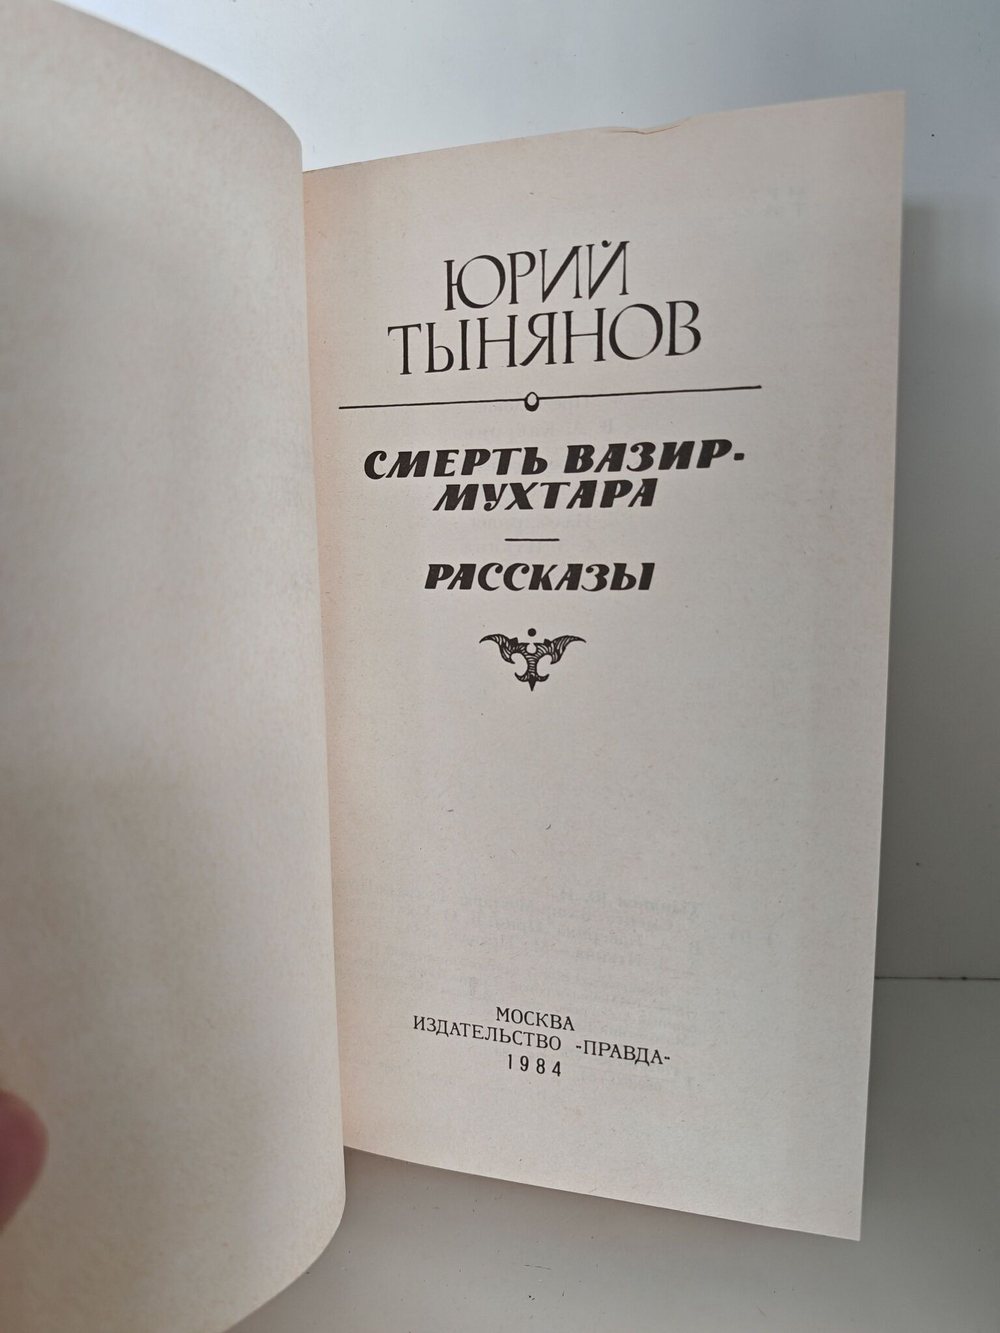 ЮРИЙ
ТЫНЯНОВ
СМЕРТЬ ВАЗИР-
МУХТАРА
РАССКАЗЫ
МОСКВА
ИЗДАТЕЛЬСТВО «ПРАВДА»
1984